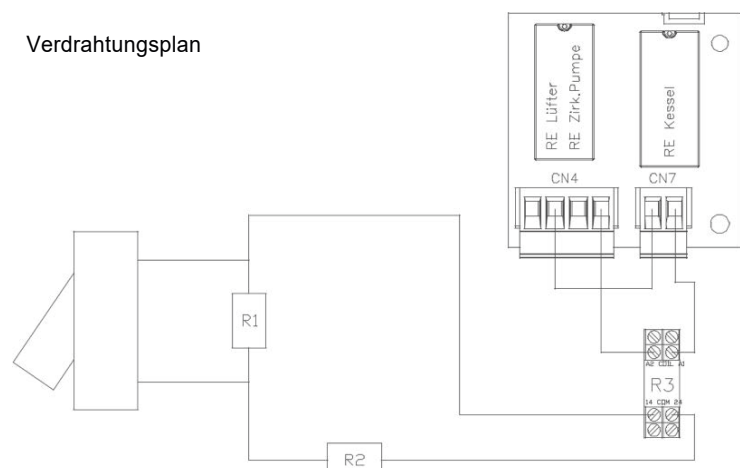 Verdrahtungsplan
RE Lüfter
RE Zirk.Pumpe
RE Kessel
CN4
CN7
R1
A2 COIL A1
R3
14 COM 24
R2